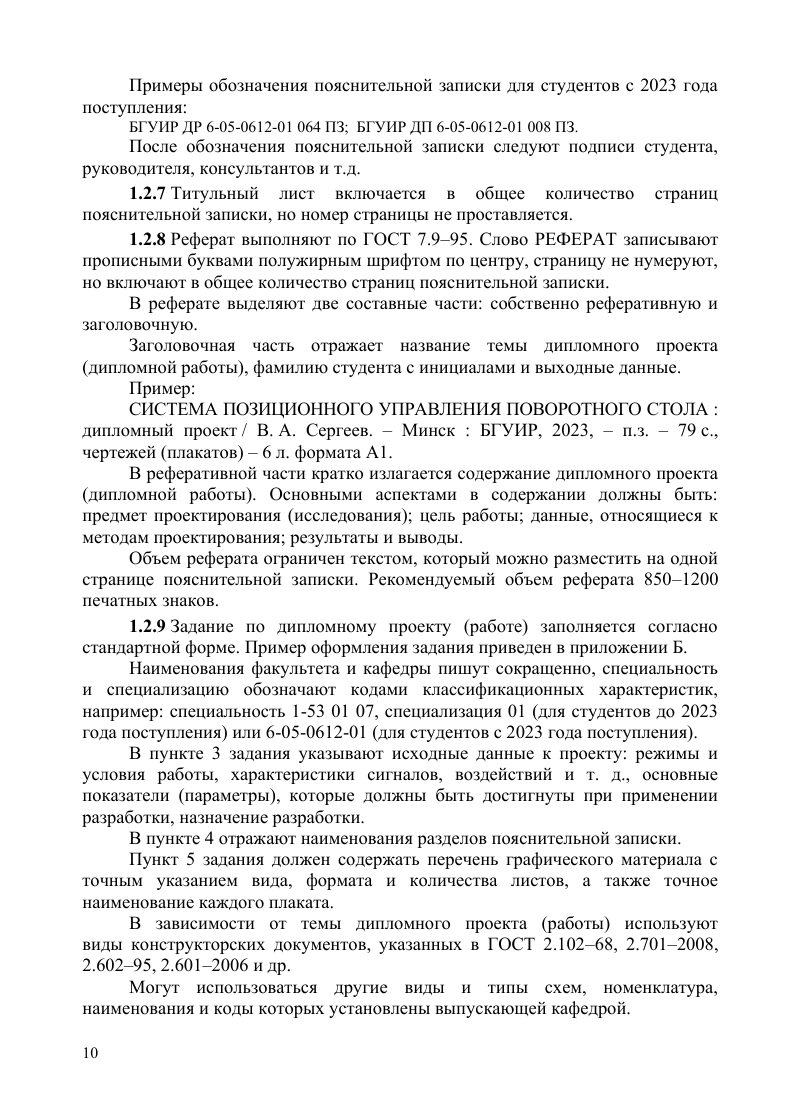 Примеры обозначения пояснительной записки для студентов с 2023 года
поступления:
БГУИР ДР 6-05-0612-01 064 ПЗ;  БГУИР ДП 6-05-0612-01 008 ПЗ.
После обозначения пояснительной записки следуют подписи студента,
руководителя, консультантов и т.д.
1.2.7 Титульный лист включается в общее количество страниц
пояснительной записки, но номер страницы не проставляется.
1.2.8 Реферат выполняют по ГОСТ 7.9–95. Слово РЕФЕРАТ записывают
прописными буквами полужирным шрифтом по центру, страницу не нумеруют,
но включают в общее количество страниц пояснительной записки.
В реферате выделяют две составные части: собственно реферативную и
заголовочную.
Заголовочная часть отражает название темы дипломного проекта
(дипломной работы), фамилию студента с инициалами и выходные данные.
Пример:
СИСТЕМА ПОЗИЦИОННОГО УПРАВЛЕНИЯ ПОВОРОТНОГО СТОЛА :
дипломный проект / В. А. Сергеев. – Минск : БГУИР, 2023, – п.з. – 79 с.,
чертежей (плакатов) – 6 л. формата А1.
В реферативной части кратко излагается содержание дипломного проекта
(дипломной работы). Основными аспектами в содержании должны быть:
предмет проектирования (исследования); цель работы; данные, относящиеся к
методам проектирования; результаты и выводы.
Объем реферата ограничен текстом, который можно разместить на одной
странице пояснительной записки. Рекомендуемый объем реферата 850–1200
печатных знаков.
1.2.9 Задание по дипломному проекту (работе) заполняется согласно
стандартной форме. Пример оформления задания приведен в приложении Б.
Наименования факультета и кафедры пишут сокращенно, специальность
и специализацию обозначают кодами классификационных характеристик,
например: специальность 1-53 01 07, специализация 01 (для студентов до 2023
года поступления) или 6-05-0612-01 (для студентов с 2023 года поступления).
В пункте 3 задания указывают исходные данные к проекту: режимы и
условия работы, характеристики сигналов, воздействий и т. д., основные
показатели (параметры), которые должны быть достигнуты при применении
разработки, назначение разработки.
В пункте 4 отражают наименования разделов пояснительной записки.
Пункт 5 задания должен содержать перечень графического материала с
точным указанием вида, формата и количества листов, а также точное
наименование каждого плаката.
В зависимости от темы дипломного проекта (работы) используют
виды конструкторских документов, указанных в ГОСТ 2.102–68, 2.701–2008,
2.602–95, 2.601–2006 и др.
Могут использоваться другие виды и типы схем, номенклатура,
наименования и коды которых установлены выпускающей кафедрой.
10